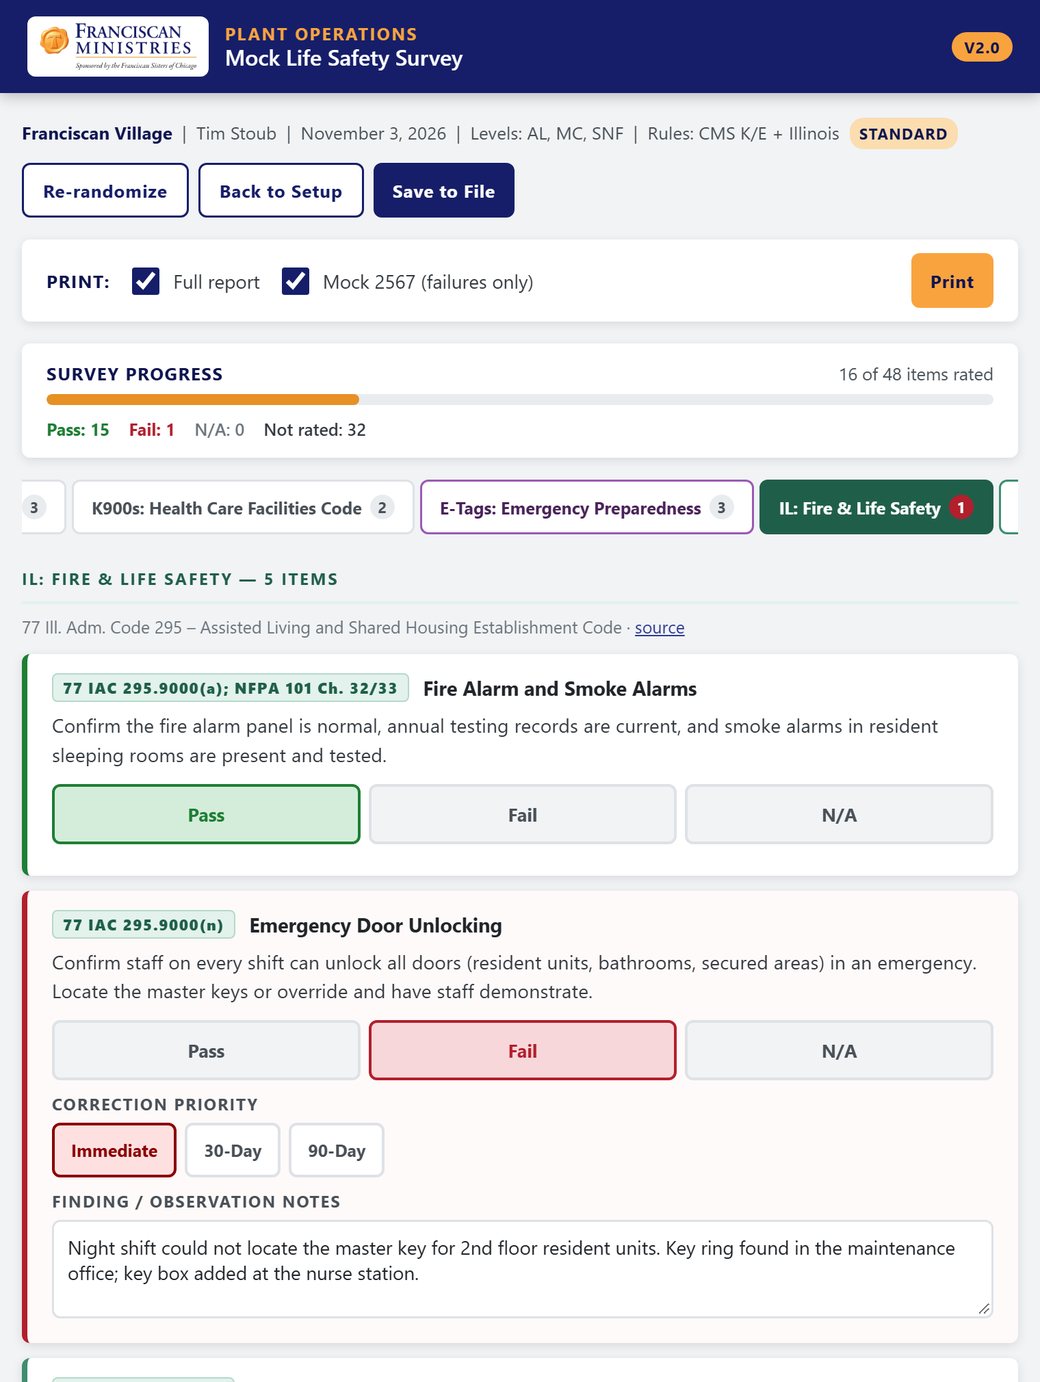 FRANCISCAN
MINISTRIES
Sponsored by the Franciscan Sisters of Chicago
PLANT OPERATIONS
Mock Life Safety Survey
V2.0
Franciscan Village | Tim Stoub | November 3, 2026 | Levels: AL, MC, SNF | Rules: CMS K/E + Illinois STANDARD
Re-randomize Back to Setup Save to File
PRINT: Full report Mock 2567 (failures only) Print
SURVEY PROGRESS 16 of 48 items rated
Pass: 15 Fail: 1 N/A: 0 Not rated: 32
3 K900s: Health Care Facilities Code 2 E-Tags: Emergency Preparedness 3 IL: Fire & Life Safety 1
IL: FIRE & LIFE SAFETY — 5 ITEMS
77 Ill. Adm. Code 295 – Assisted Living and Shared Housing Establishment Code · source
77 IAC 295.9000(a); NFPA 101 Ch. 32/33 Fire Alarm and Smoke Alarms
Confirm the fire alarm panel is normal, annual testing records are current, and smoke alarms in resident
sleeping rooms are present and tested.
Pass Fail N/A
77 IAC 295.9000(n) Emergency Door Unlocking
Confirm staff on every shift can unlock all doors (resident units, bathrooms, secured areas) in an emergency.
Locate the master keys or override and have staff demonstrate.
Pass Fail N/A
CORRECTION PRIORITY
Immediate 30-Day 90-Day
FINDING / OBSERVATION NOTES
Night shift could not locate the master key for 2nd floor resident units. Key ring found in the maintenance
office; key box added at the nurse station.